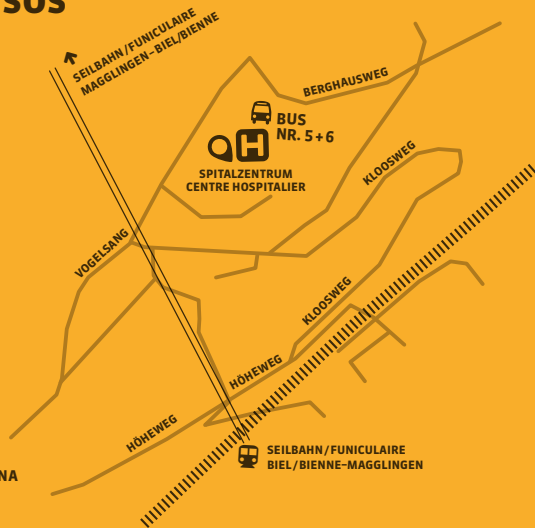 SUS
SEILBAHN/FUNICULAIRE
MAGGLINGEN–BIEL/BIENNE
BERGHAUSWEG
BUS
NR. 5+6
H
SPITALZENTRUM
CENTRE HOSPITALIER
KLOOSWEG
VOGELSANG
KLOOSWEG
HÖHEWEG
HÖHEWEG
SEILBAHN/FUNICULAIRE
BIEL/BIENNE–MAGGLINGEN
NA